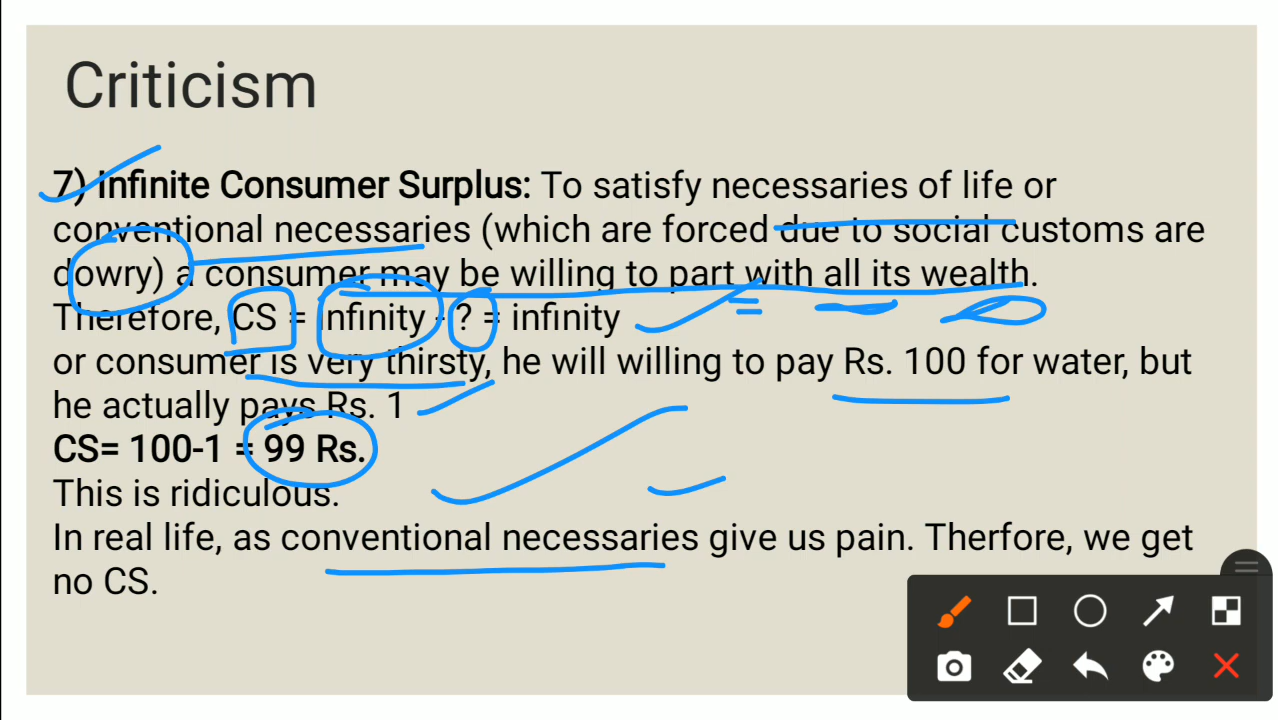 Criticism
7) Infinite Consumer Surplus: To satisfy necessaries of life or
conventional necessaries (which are forced due to social customs are
dowry) a consumer may be willing to part with all its wealth.
Therefore, CS = infinity - ? = infinity
or consumer is very thirsty, he will willing to pay Rs. 100 for water, but
he actually pays Rs. 1
CS= 100-1 = 99 Rs.
This is ridiculous.
In real life, as conventional necessaries give us pain. Therfore, we get
no CS.